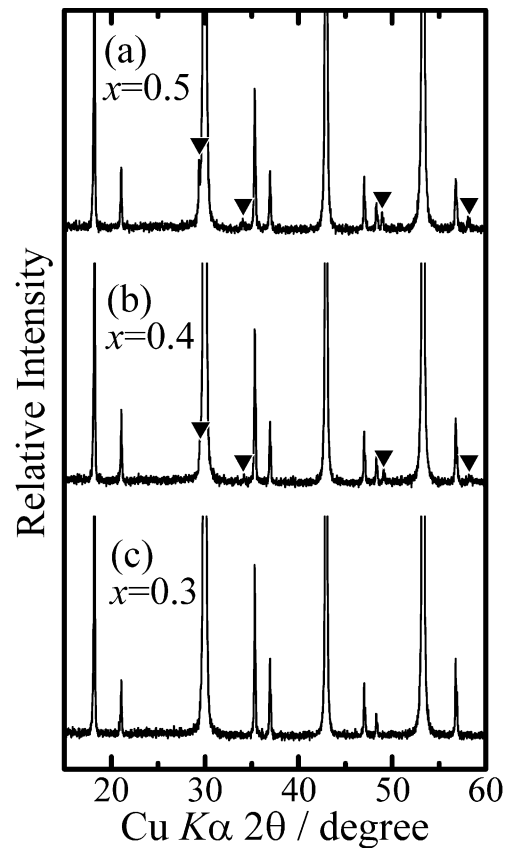 (a)
x=0.5
(b)
x=0.4
(c)
x=0.3
Relative Intensity
20 30 40 50 60
Cu Kα 2θ / degree